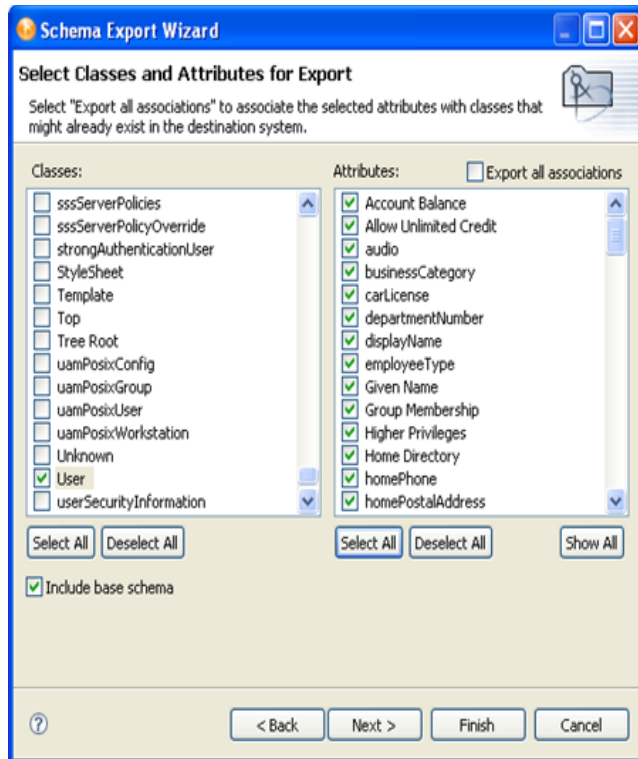 Schema Export Wizard
Select Classes and Attributes for Export
Select "Export all associations" to associate the selected attributes with classes that
might already exist in the destination system.
Classes:
sssServerPolicies
sssServerPolicyOverride
strongAuthenticationUser
StyleSheet
Template
Top
Tree Root
uamPosixConfig
uamPosixGroup
uamPosixUser
uamPosixWorkstation
Unknown
User
userSecurityInformation
Select All
Deselect All
Include base schema
Attributes:
Export all associations
Account Balance
Allow Unlimited Credit
audio
businessCategory
carLicense
departmentNumber
displayName
employeeType
Given Name
Group Membership
Higher Privileges
Home Directory
homePhone
homePostalAddress
Select All
Deselect All
Show All
?
< Back
Next >
Finish
Cancel